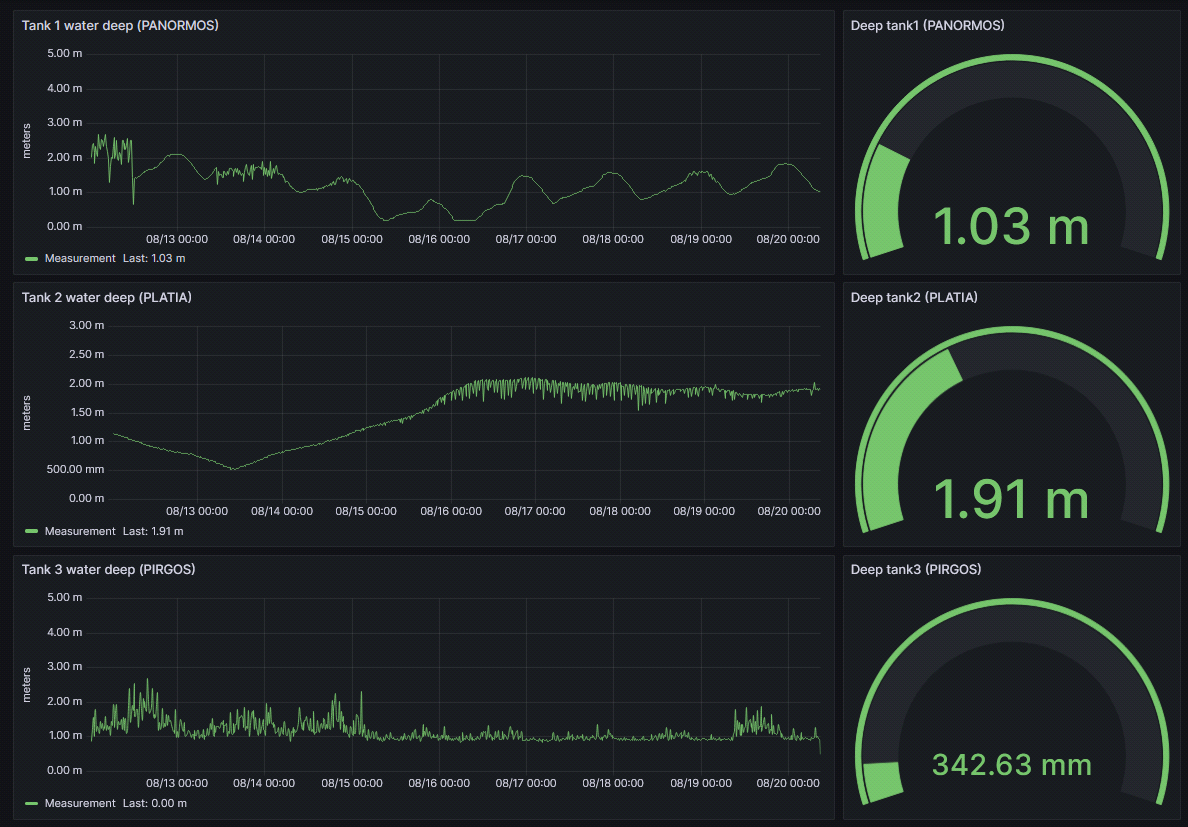 Tank 1 water deep (PANORMOS)
5.00 m
4.00 m
3.00 m
2.00 m
1.00 m
0.00 m
meters
08/13 00:00 08/14 00:00 08/15 00:00 08/16 00:00 08/17 00:00 08/18 00:00 08/19 00:00 08/20 00:00
Measurement Last: 1.03 m
Deep tank1 (PANORMOS)
1.03 m
Tank 2 water deep (PLATIA)
3.00 m
2.50 m
2.00 m
1.50 m
1.00 m
500.00 mm
0.00 m
meters
08/13 00:00 08/14 00:00 08/15 00:00 08/16 00:00 08/17 00:00 08/18 00:00 08/19 00:00 08/20 00:00
Measurement Last: 1.91 m
Deep tank2 (PLATIA)
1.91 m
Tank 3 water deep (PIRGOS)
5.00 m
4.00 m
3.00 m
2.00 m
1.00 m
0.00 m
meters
08/13 00:00 08/14 00:00 08/15 00:00 08/16 00:00 08/17 00:00 08/18 00:00 08/19 00:00 08/20 00:00
Measurement Last: 0.00 m
Deep tank3 (PIRGOS)
342.63 mm